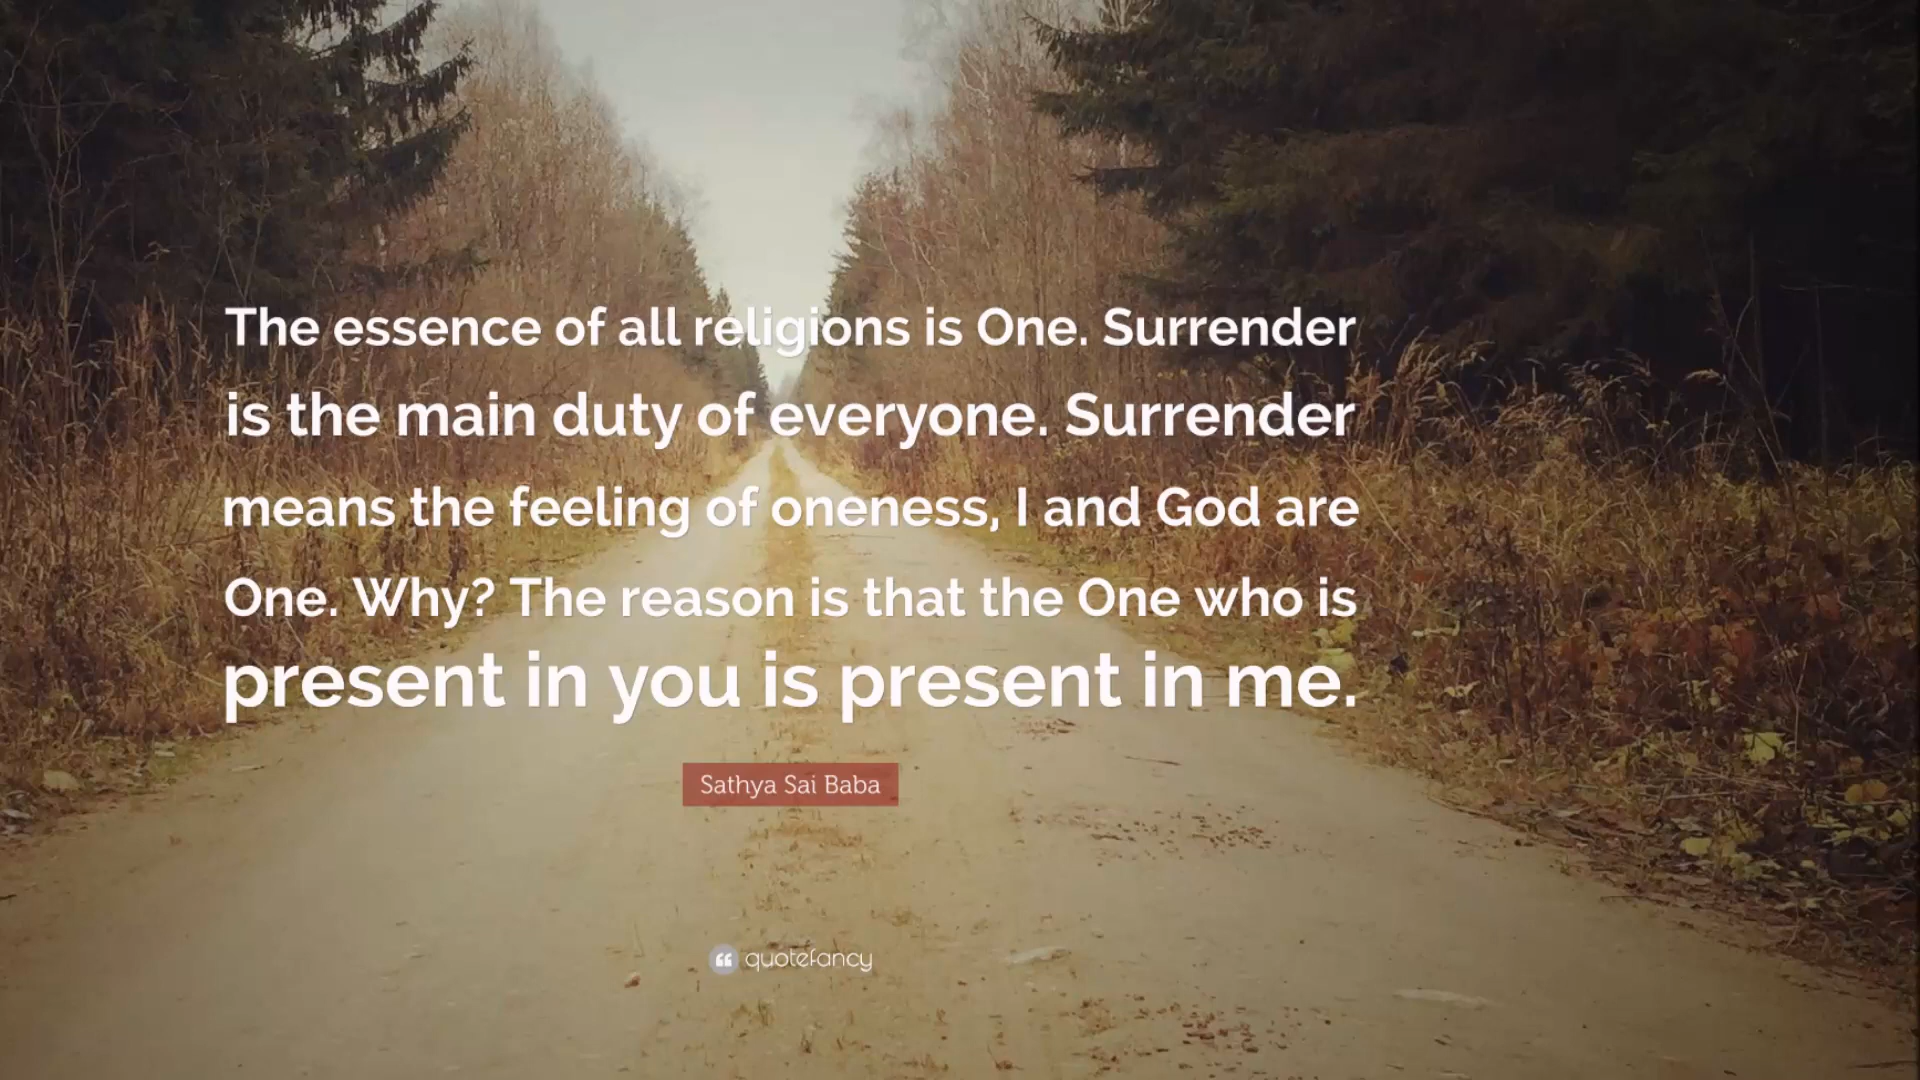 The essence of all religions is One. Surrender
is the main duty of everyone. Surrender
means the feeling of oneness, I and God are
One. Why? The reason is that the One who is
present in you is present in me.
Sathya Sai Baba
quotefancy